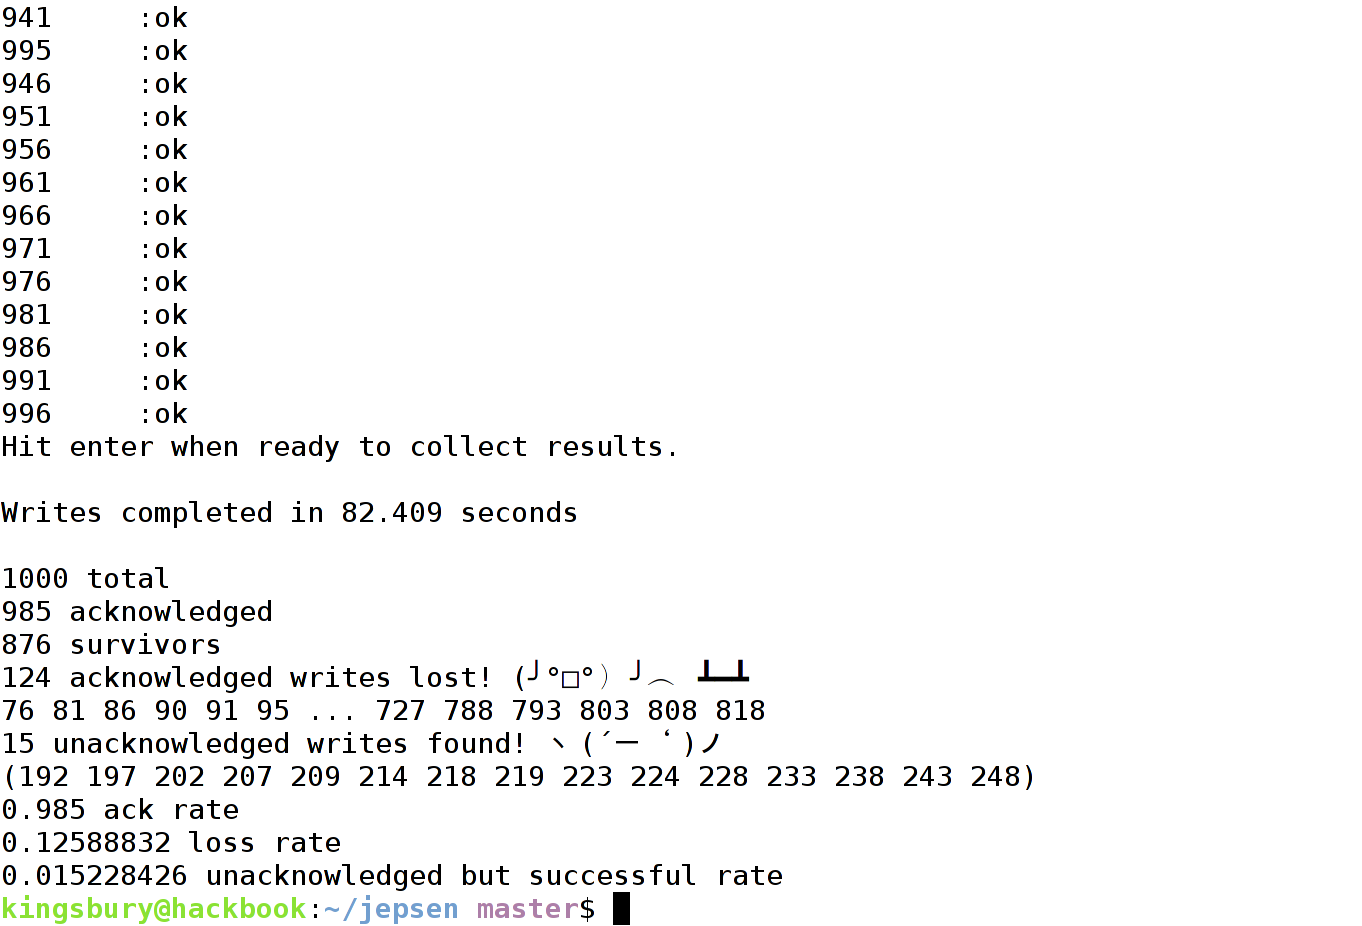 941     :ok
995     :ok
946     :ok
951     :ok
956     :ok
961     :ok
966     :ok
971     :ok
976     :ok
981     :ok
986     :ok
991     :ok
996     :ok
Hit enter when ready to collect results.
Writes completed in 82.409 seconds
1000 total
985 acknowledged
876 survivors
124 acknowledged writes lost! (╯°□°）╯︵ ┻━┻
76 81 86 90 91 95 ... 727 788 793 803 808 818
15 unacknowledged writes found! ヽ(´ー‘)ノ
(192 197 202 207 209 214 218 219 223 224 228 233 238 243 248)
0.985 ack rate
0.12588832 loss rate
0.015228426 unacknowledged but successful rate
kingsbury@hackbook:~/jepsen master$